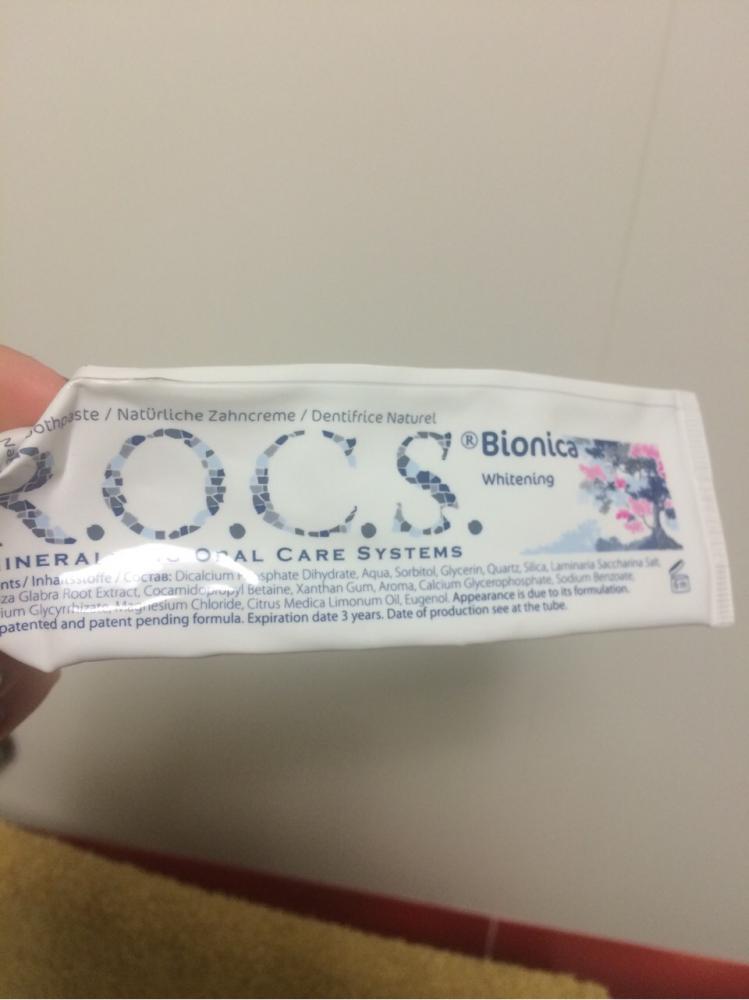 / Natürliche Zahncreme / Dentifrice Naturel
R.O.C.S.® Bionica
Whitening
ORAL CARE SYSTEMS
/ Inhaltsstoffe / Состав: Dicalcium Dihydrate, Aqua, Sorbitol, Glycerin, Quartz, Silica, Laminaria Saccharina Salt,
Glabra Root Extract, Cocamidopropyl Betaine, Xanthan Gum, Aroma, Calcium Glycerophosphate, Sodium Benzoate,
Glycyrrhizate, Magnesium Chloride, Citrus Medica Limonum Oil, Eugenol. Appearance is due to its formulation.
patented and patent pending formula. Expiration date 3 years. Date of production see at the tube.